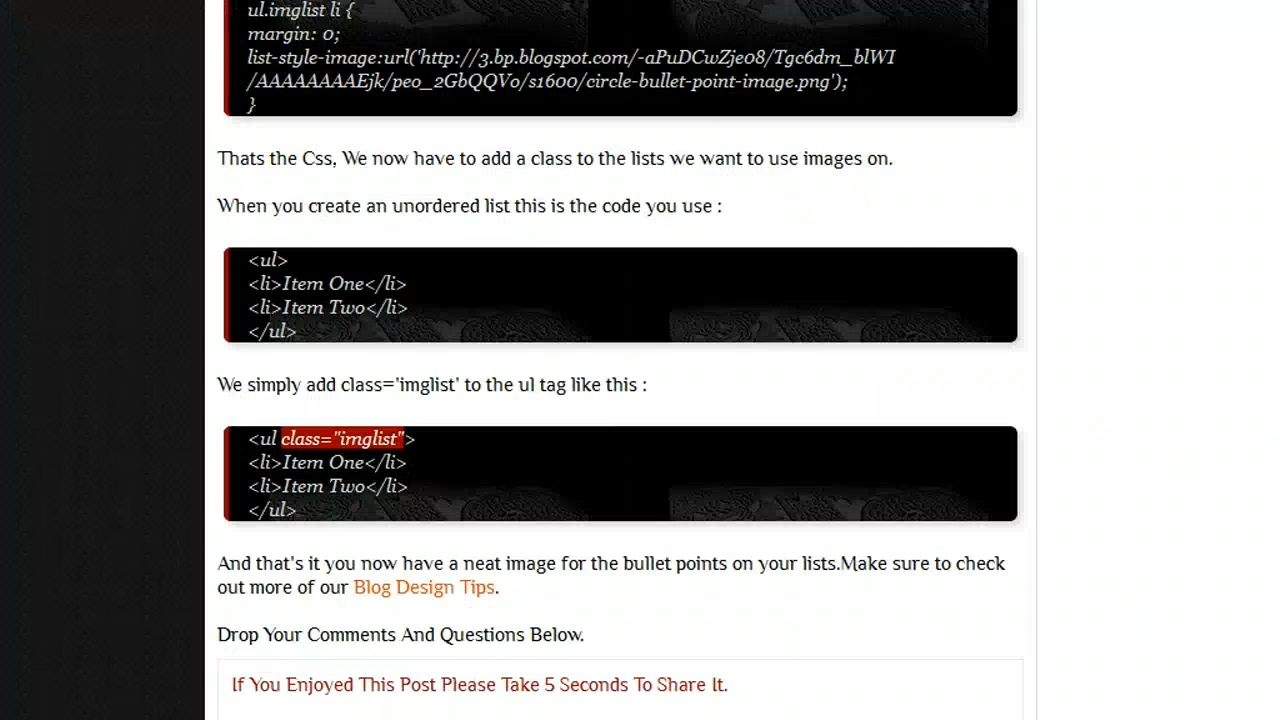 ul.imglist li {
margin: 0;
list-style-image:url('http://3.bp.blogspot.com/-aPuDCwZje08/Tgc6dm_blWI
/AAAAAAAAEjk/peo_2GbQQVo/s1600/circle-bullet-point-image.png');
}
Thats the Css, We now have to add a class to the lists we want to use images on.
When you create an unordered list this is the code you use :
<ul>
<li>Item One</li>
<li>Item Two</li>
</ul>
We simply add class='imglist' to the ul tag like this :
<ul class="imglist">
<li>Item One</li>
<li>Item Two</li>
</ul>
And that's it you now have a neat image for the bullet points on your lists.Make sure to check
out more of our Blog Design Tips.
Drop Your Comments And Questions Below.
If You Enjoyed This Post Please Take 5 Seconds To Share It.